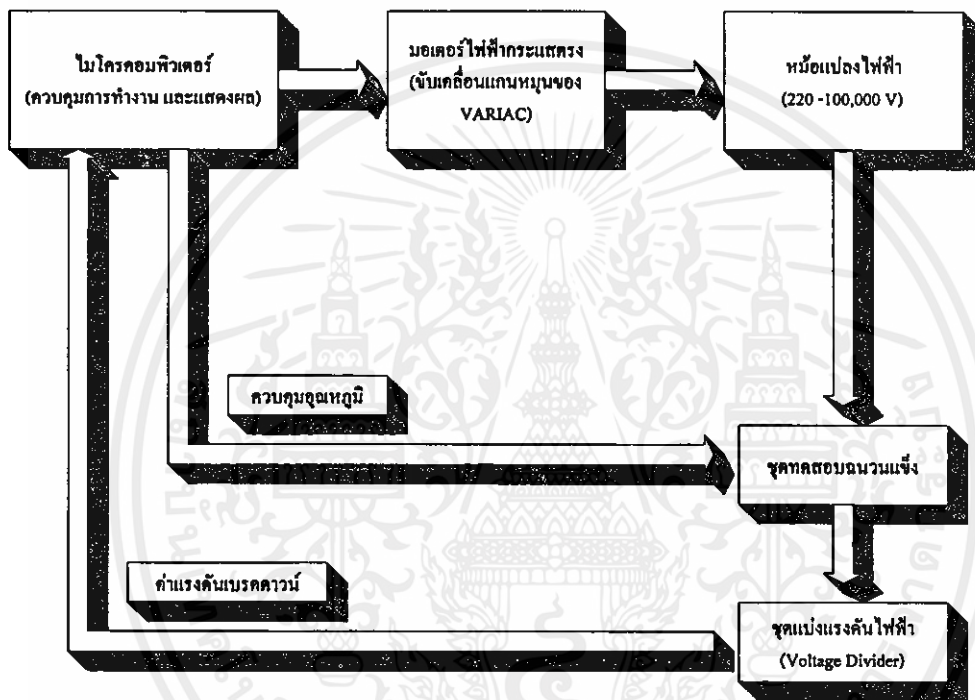 ไมโครคอมพิวเตอร์
(ควบคุมการทำงาน และแสดงผล)
มอเตอร์ไฟฟ้ากระแสตรง
(ขับเคลื่อนแกนหมุนของ
VARIAC)
หม้อแปลงไฟฟ้า
(220 -100,000 V)
ควบคุมอุณหภูมิ
ชุดทดสอบฉนวนแข็ง
ค่าแรงดันเบรคดาวน์
ชุดแบ่งแรงดันไฟฟ้า
(Voltage Divider)